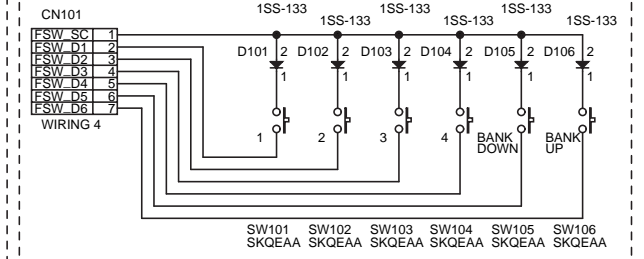 CN101
FSW_SC 1
FSW_D1 2
FSW_D2 3
FSW_D3 4
FSW_D4 5
FSW_D5 6
FSW_D6 7
WIRING 4
1SS-133 1SS-133 1SS-133 1SS-133 1SS-133 1SS-133
D101 2 D102 2 D103 2 D104 2 D105 2 D106 2
1 1 1 1 1 1
1 2 3 4 BANK DOWN BANK UP
SW101 SW102 SW103 SW104 SW105 SW106
SKQEAA SKQEAA SKQEAA SKQEAA SKQEAA SKQEAA